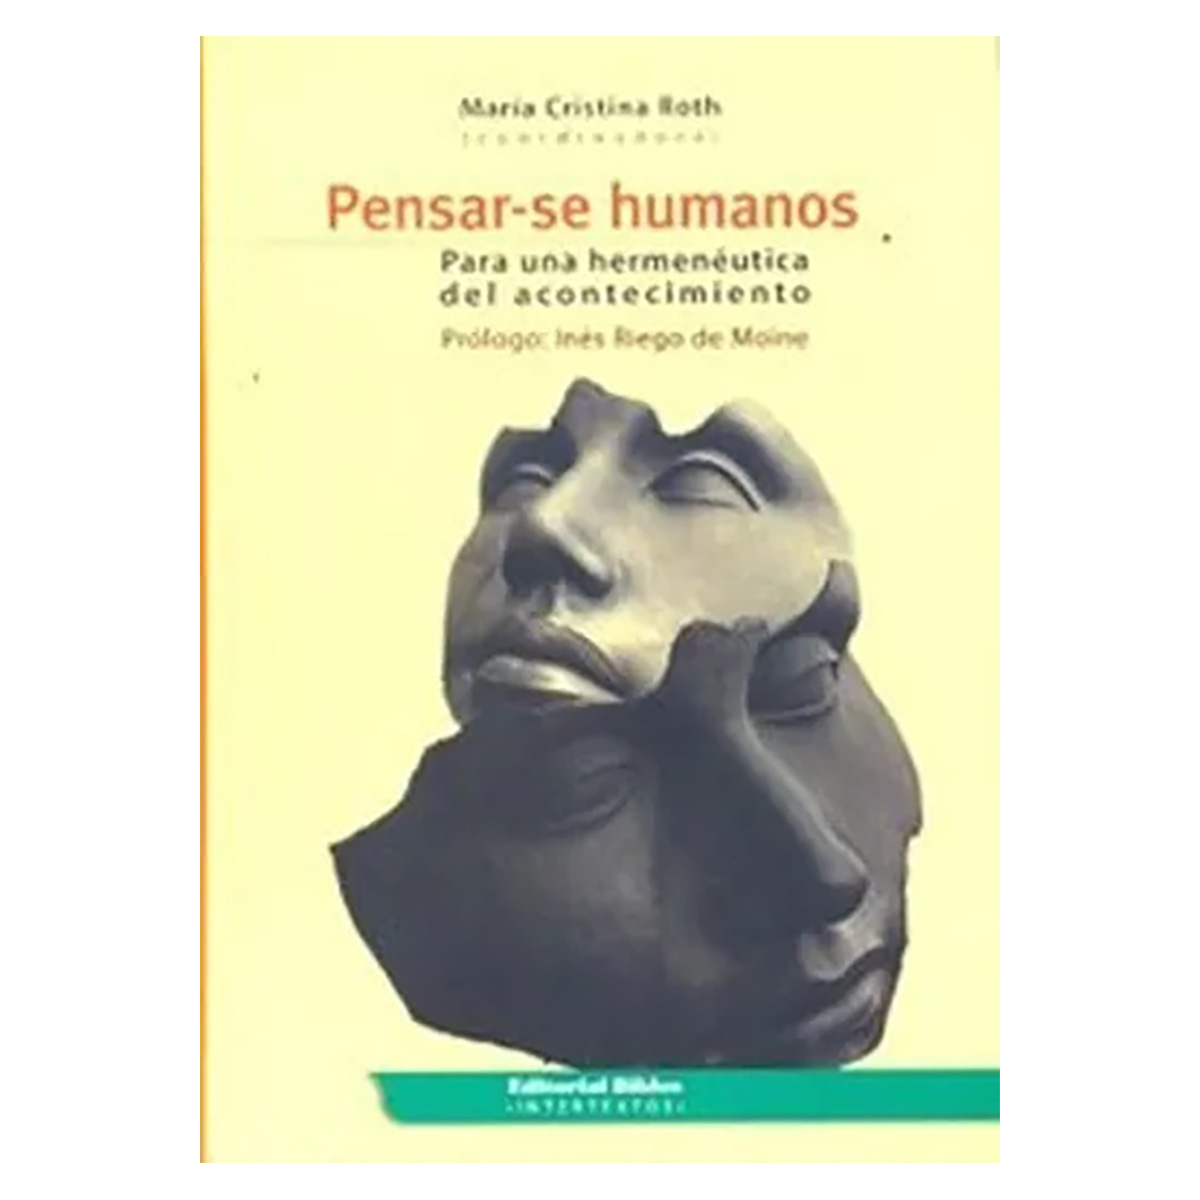 María Cristina Roth
(coordinadora)
Pensar-se humanos
Para una hermenéutica
del acontecimiento
Prólogo: Inés Riego de Moine
Editorial Biblos
INTERTEXTOS